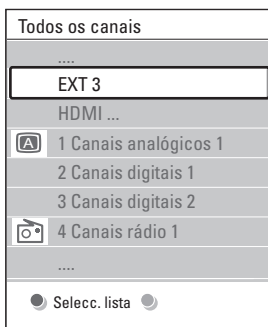 Todos os canais
....
EXT 3
HDMI ...
A 1 Canais analógicos 1
2 Canais digitais 1
3 Canais digitais 2
4 Canais rádio 1
....
Selecc. lista